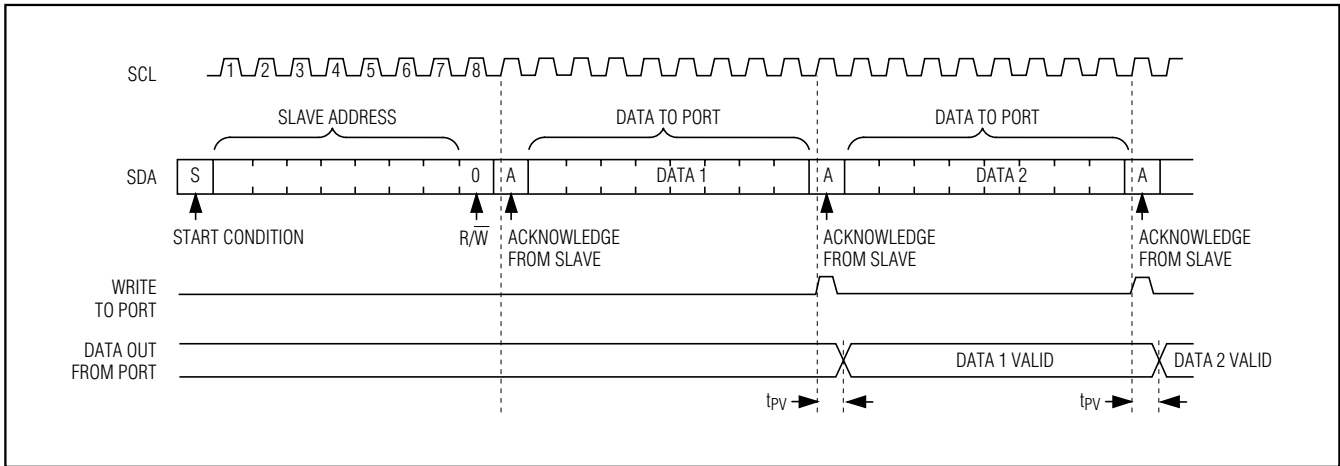 SCL 1 2 3 4 5 6 7 8
SLAVE ADDRESS DATA TO PORT DATA TO PORT
SDA S 0 A DATA 1 A DATA 2 A
START CONDITION R/W̅ ACKNOWLEDGE FROM SLAVE ACKNOWLEDGE FROM SLAVE ACKNOWLEDGE FROM SLAVE
WRITE
TO PORT
DATA OUT
FROM PORT
DATA 1 VALID DATA 2 VALID
tPV tPV